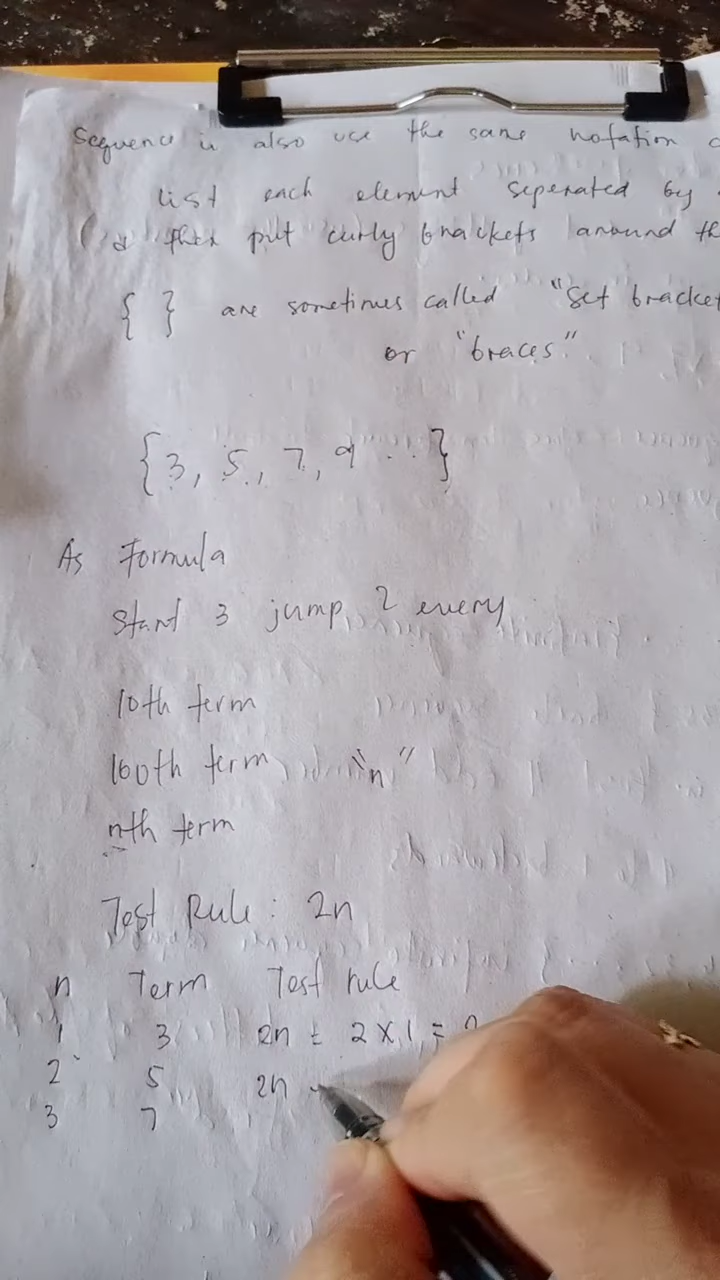 Sequence is also use the same notation
list each element seperated by
& then put curly brackets around th
{ } are sometimes called "set bracket
or "braces".
{3, 5, 7, 9 ...}
As Formula
Start 3 jump 2 every
10th term
100th term "n"
nth term
Test Rule: 2n
n Term Test rule
1 3 2n = 2 x 1 =
2 5 2n
3 7